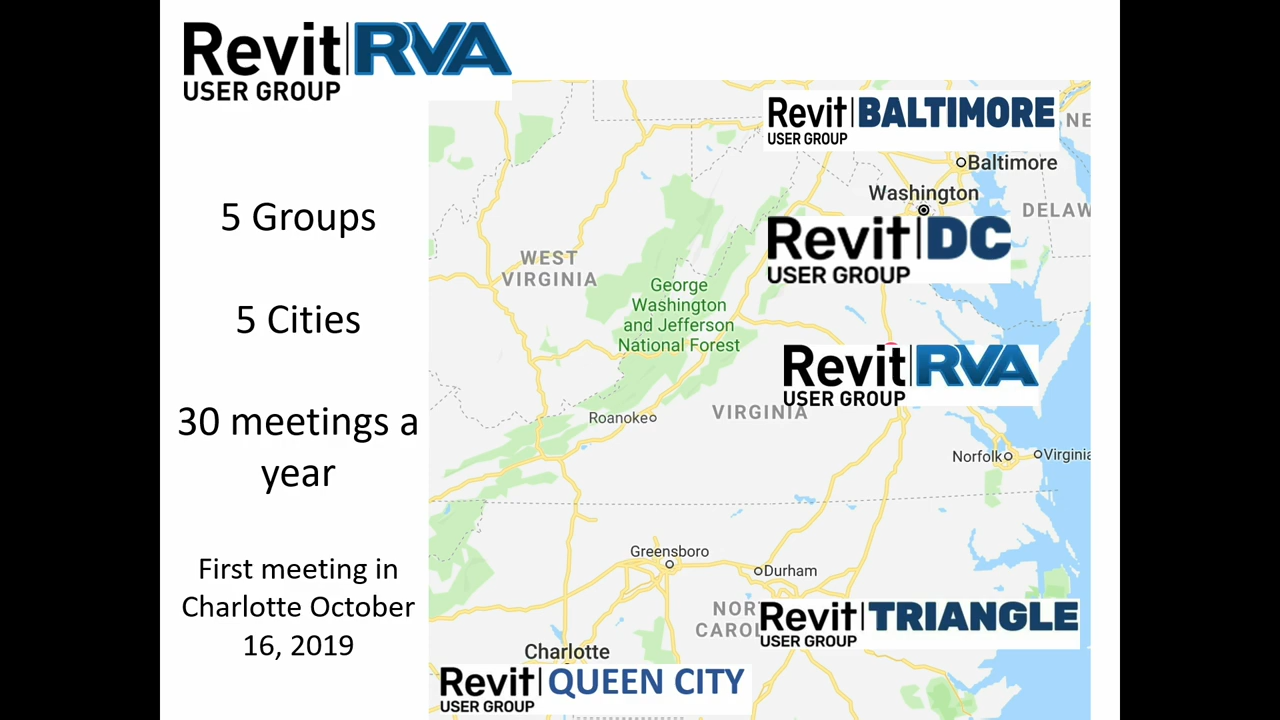 Revit RVA
USER GROUP
5 Groups
5 Cities
30 meetings a
year
First meeting in
Charlotte October
16, 2019
Revit BALTIMORE
USER GROUP
NE
Baltimore
Washington
DELAW
Revit DC
USER GROUP
WEST
VIRGINIA
George
Washington
and Jefferson
National Forest
Revit RVA
USER GROUP
VIRGINIA
Roanoke
Norfolk
Virginia
Greensboro
Durham
NOR
CAROL
Revit TRIANGLE
USER GROUP
Charlotte
Revit QUEEN CITY
USER GROUP